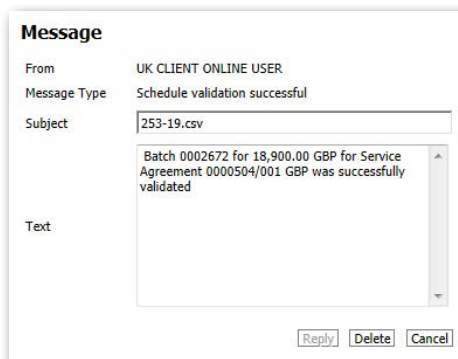 Message
From UK CLIENT ONLINE USER
Message Type Schedule validation successful
Subject 253-19.csv
Batch 0002672 for 18,900.00 GBP for Service
Agreement 0000504/001 GBP was successfully
validated
Text
Reply Delete Cancel